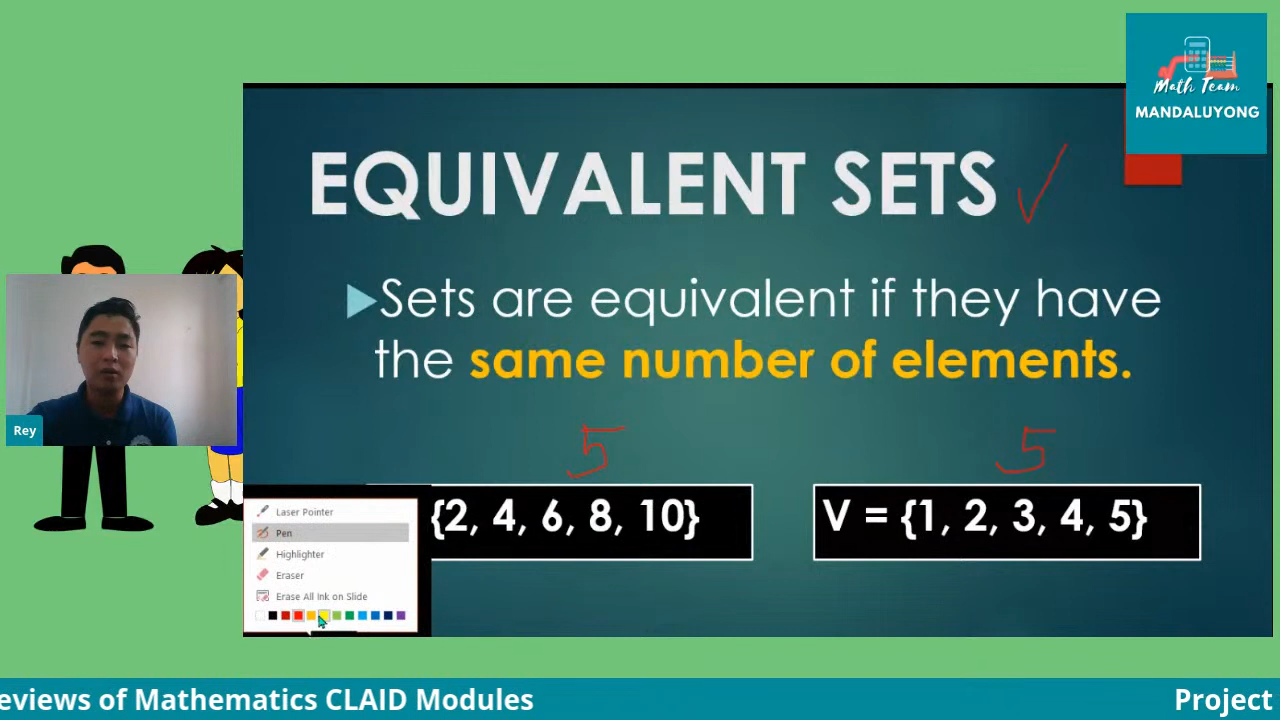 Math Team
MANDALUYONG
EQUIVALENT SETS
Sets are equivalent if they have
the same number of elements.
5
5
{2, 4, 6, 8, 10}
V = {1, 2, 3, 4, 5}
Rey
Laser Pointer
Pen
Highlighter
Eraser
Erase All Ink on Slide
eviews of Mathematics CLAID Modules
Project